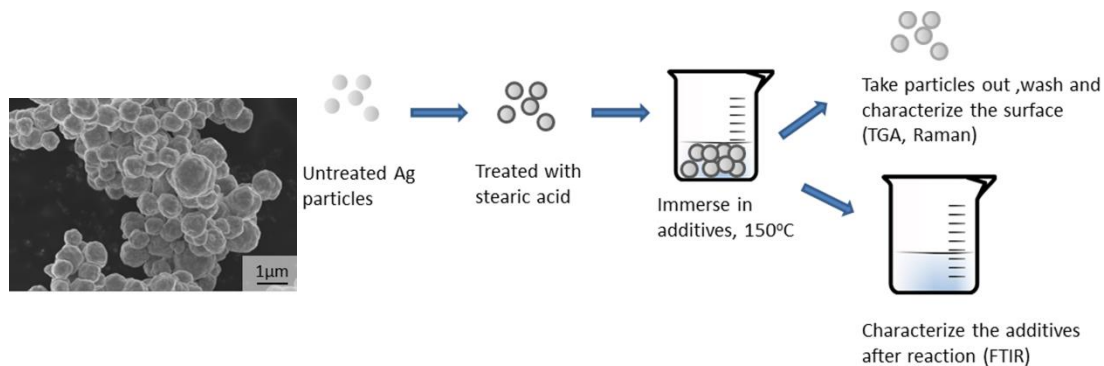 1μm
Untreated Ag
particles
Treated with
stearic acid
Immerse in
additives, 150°C
Take particles out ,wash and
characterize the surface
(TGA, Raman)
Characterize the additives
after reaction (FTIR)